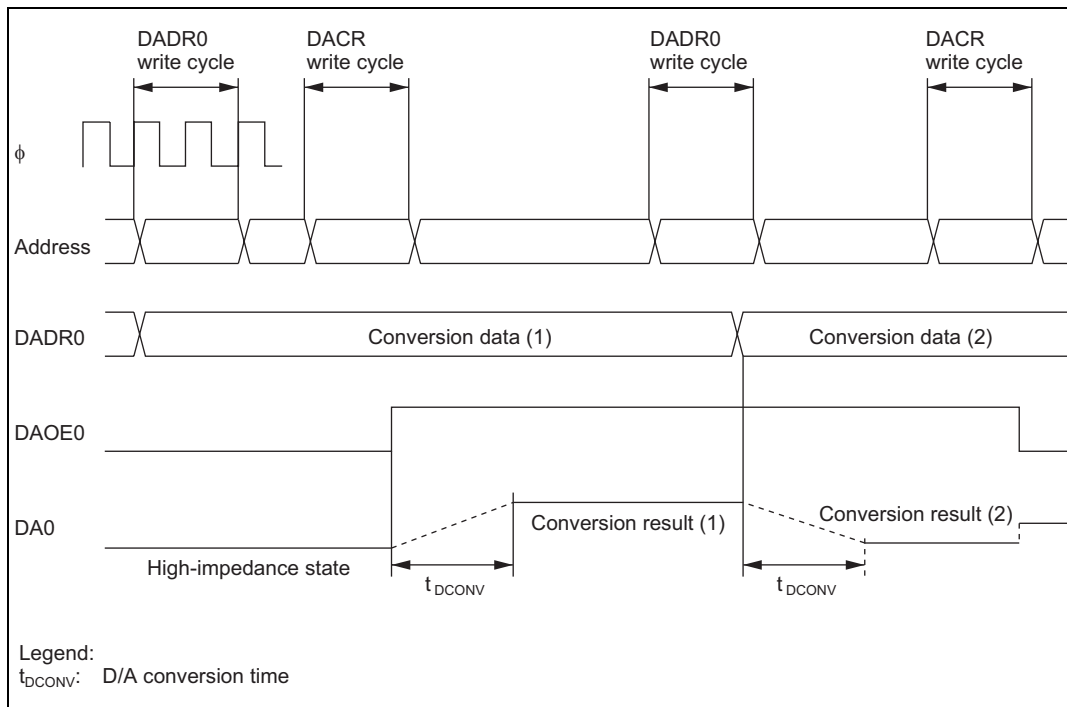 DADR0 write cycle
DACR write cycle
DADR0 write cycle
DACR write cycle
ϕ
Address
DADR0
Conversion data (1)
Conversion data (2)
DAOE0
DA0
Conversion result (1)
Conversion result (2)
High-impedance state
tDCONV
tDCONV
Legend:
tDCONV: D/A conversion time